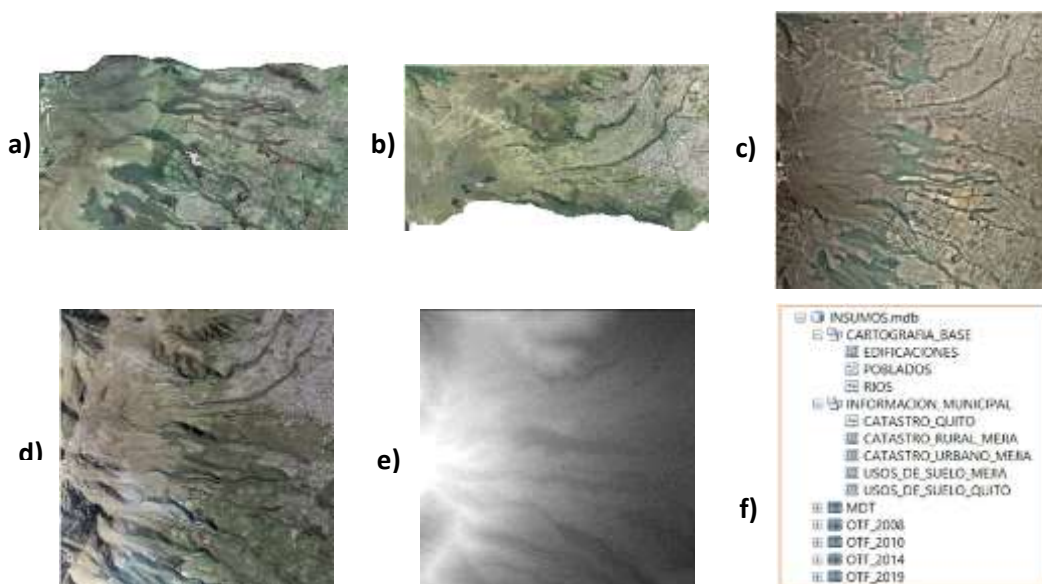 a)
b)
c)
d)
e)
f)
INSUMOS.mdb
CARTOGRAFIA_BASE
EDIFICACIONES
POBLADOS
RIOS
INFORMACION_MUNICIPAL
CATASTRO_QUITO
CATASTRO_RURAL_MEJIA
CATASTRO_URBANO_MEJIA
USOS_DE_SUELO_MEJIA
USOS_DE_SUELO_QUITO
MDT
OTF_2008
OTF_2010
OTF_2014
OTF_2019